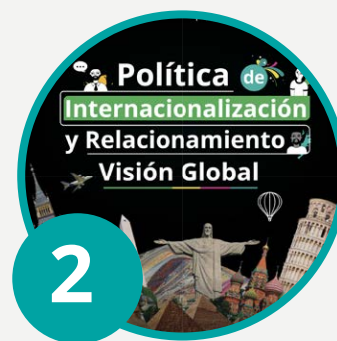 Política de
Internacionalización
y Relacionamiento
Visión Global
2